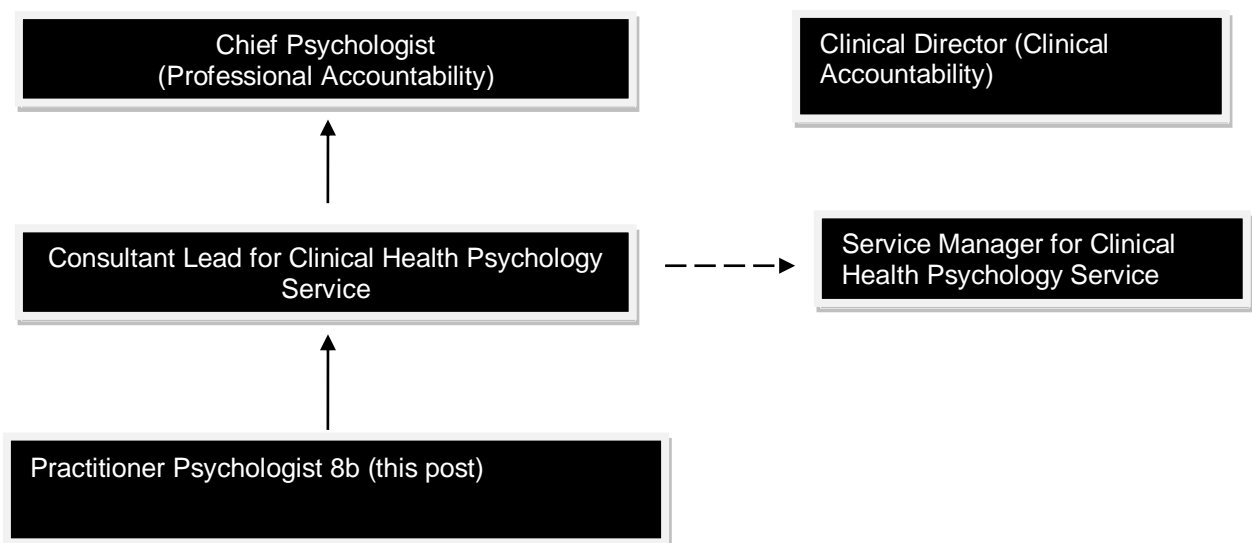 Chief Psychologist
(Professional Accountability)
Clinical Director (Clinical
Accountability)
Consultant Lead for Clinical Health Psychology
Service
Service Manager for Clinical
Health Psychology Service
Practitioner Psychologist 8b (this post)